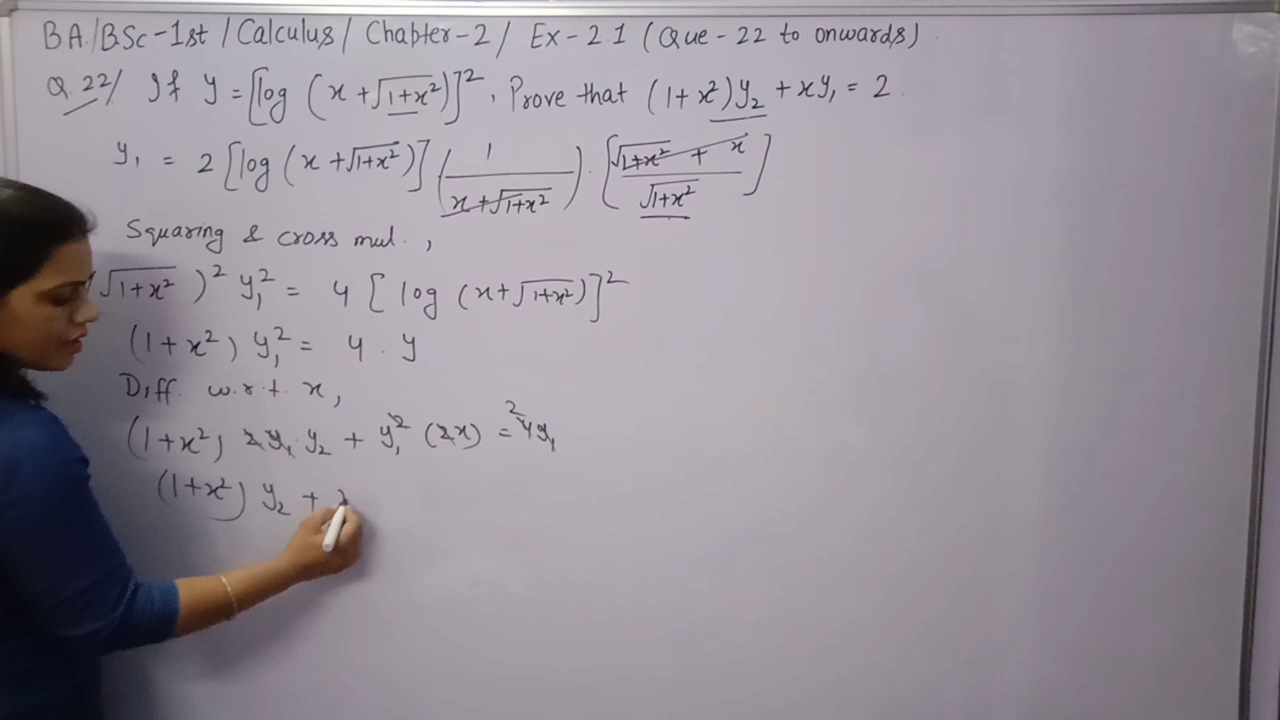 BA/BSc-1st / Calculus / Chapter-2 / Ex-2.1 (Que-22 to onwards)
Q.22/ If y = [log (x + √(1+x²))]², Prove that (1+x²)y₂ + xy₁ = 2.
y₁ = 2 [log (x + √(1+x²))] (1/(x+√(1+x²))) · [(√(1+x²) + x)/√(1+x²)]
Squaring & cross mul. ,
√(1+x²) )² y₁² = 4 [ log (x+√(1+x²))]²
(1+x²) y₁² = 4 . y
Diff. w.r.t. x,
(1+x²) 2y₁ y₂ + y₁² (2x) = 2 4y₁
(1+x²) y₂ +